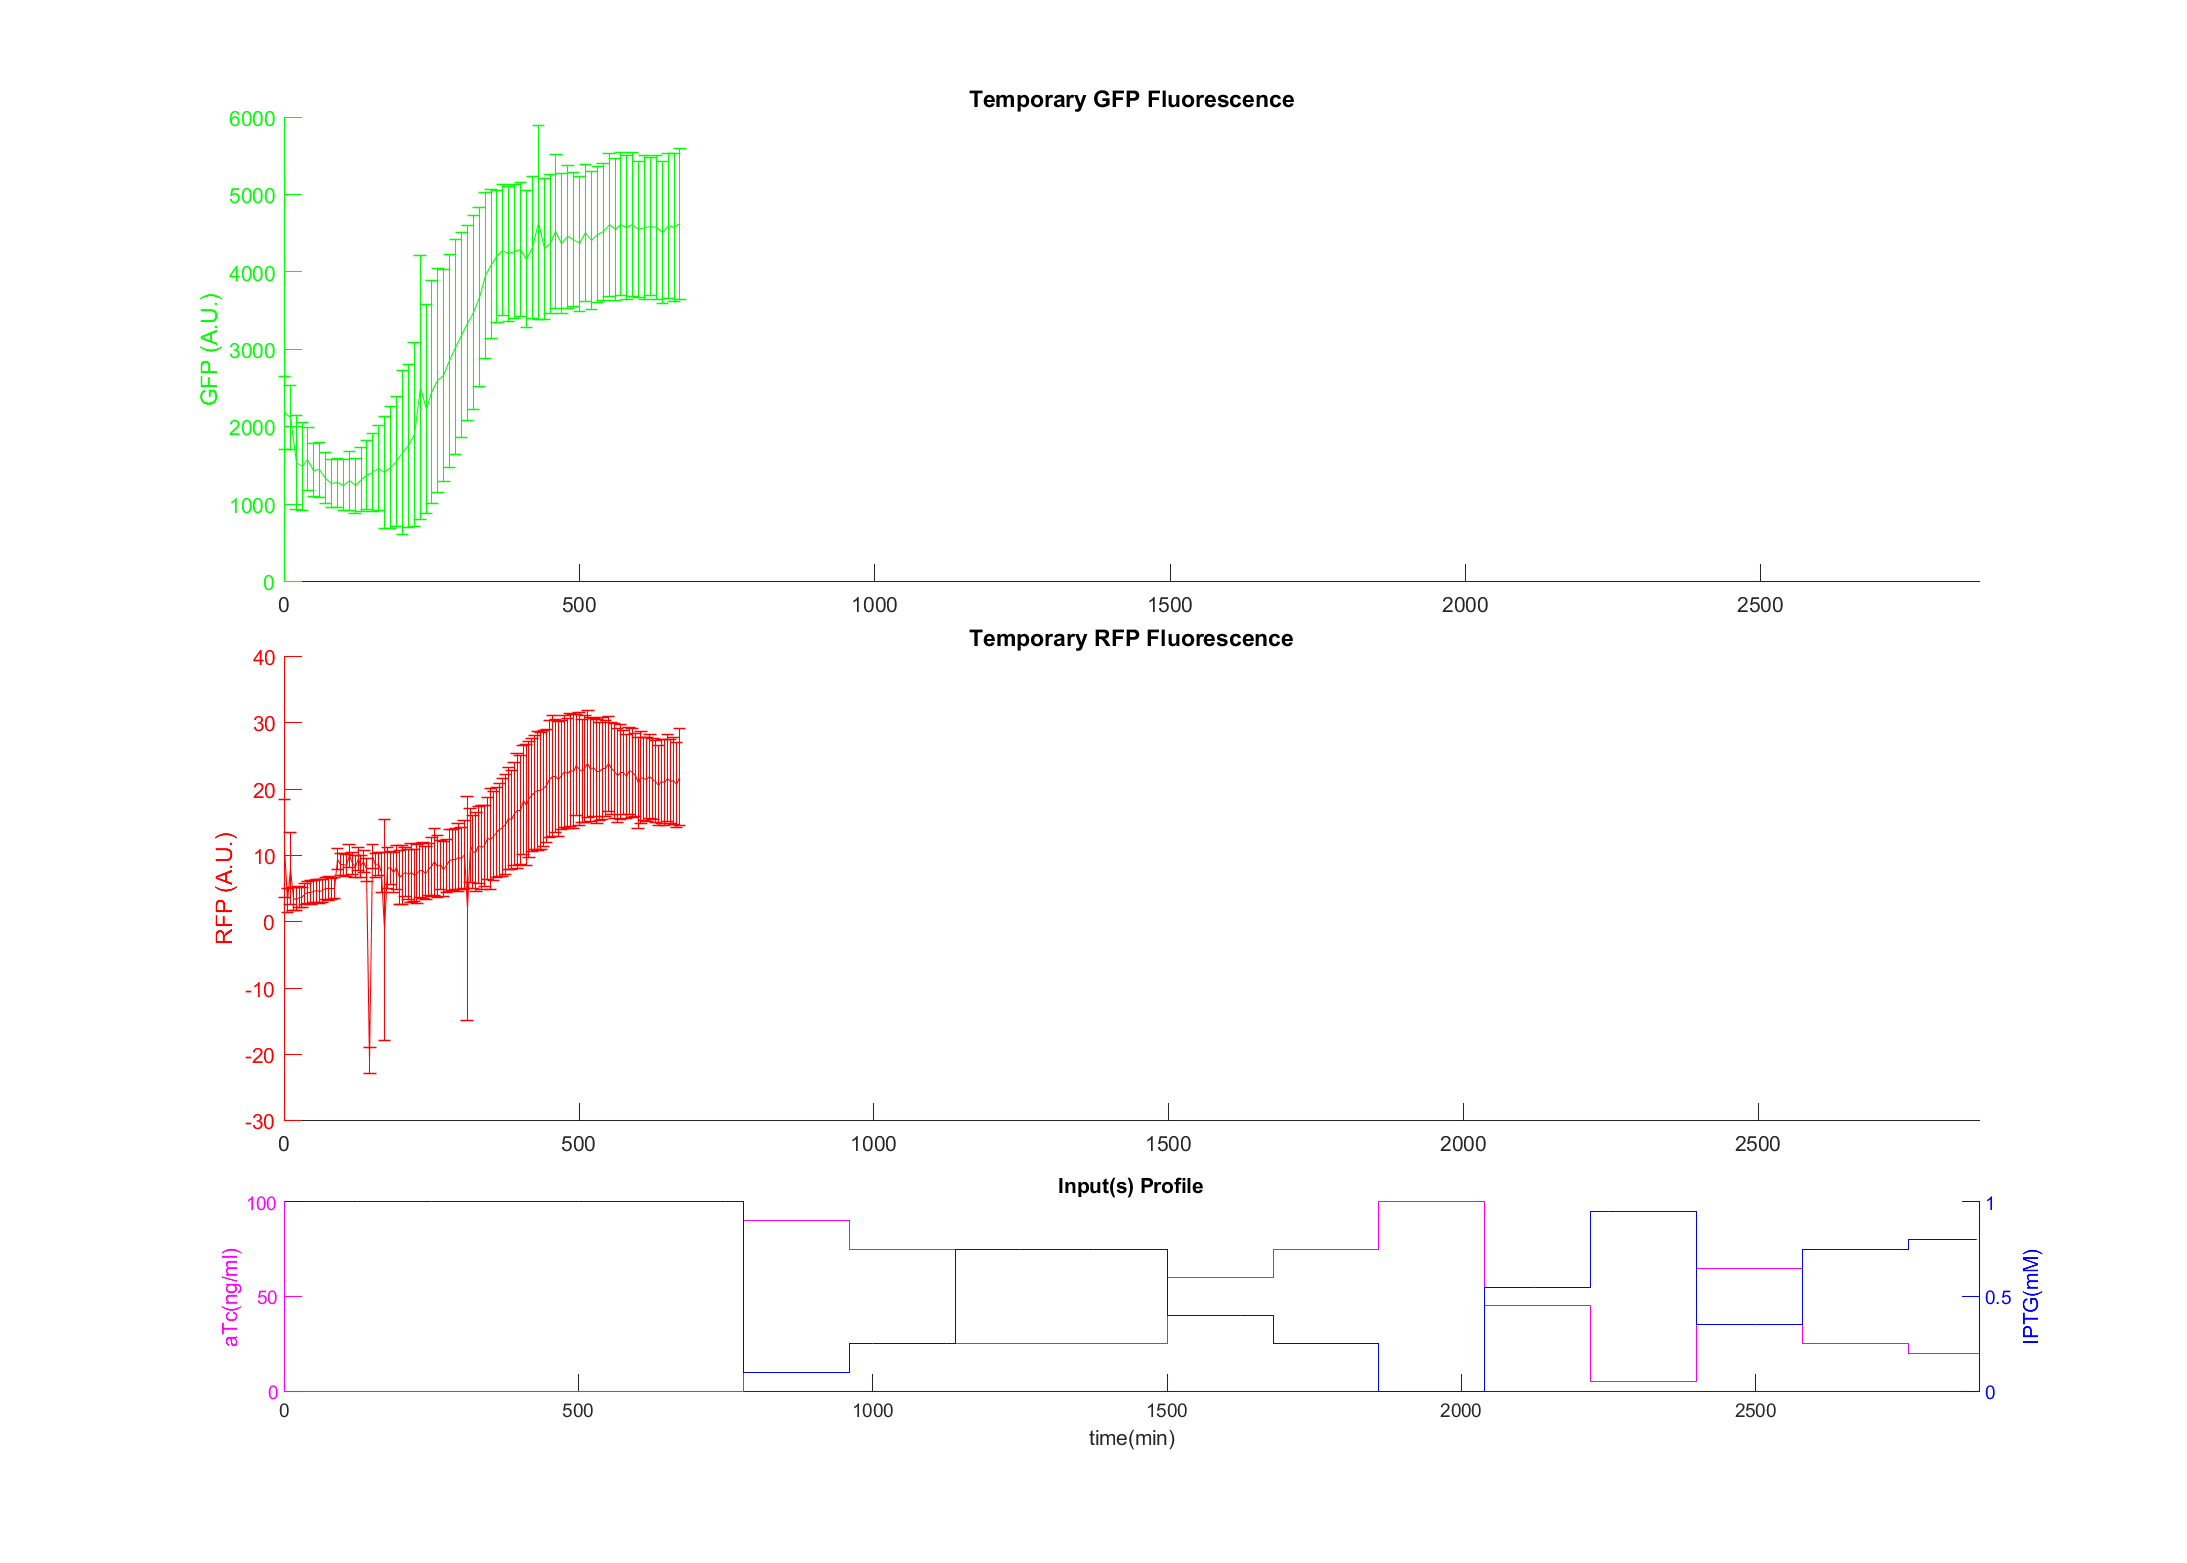 Temporary GFP Fluorescence
6000
5000
4000
3000
2000
1000
0
GFP (A.U.)
0 500 1000 1500 2000 2500
Temporary RFP Fluorescence
40
30
20
10
0
-10
-20
-30
RFP (A.U.)
0 500 1000 1500 2000 2500
Input(s) Profile
100
50
0
aTc(ng/ml)
1
0.5
0
IPTG(mM)
0 500 1000 1500 2000 2500
time(min)